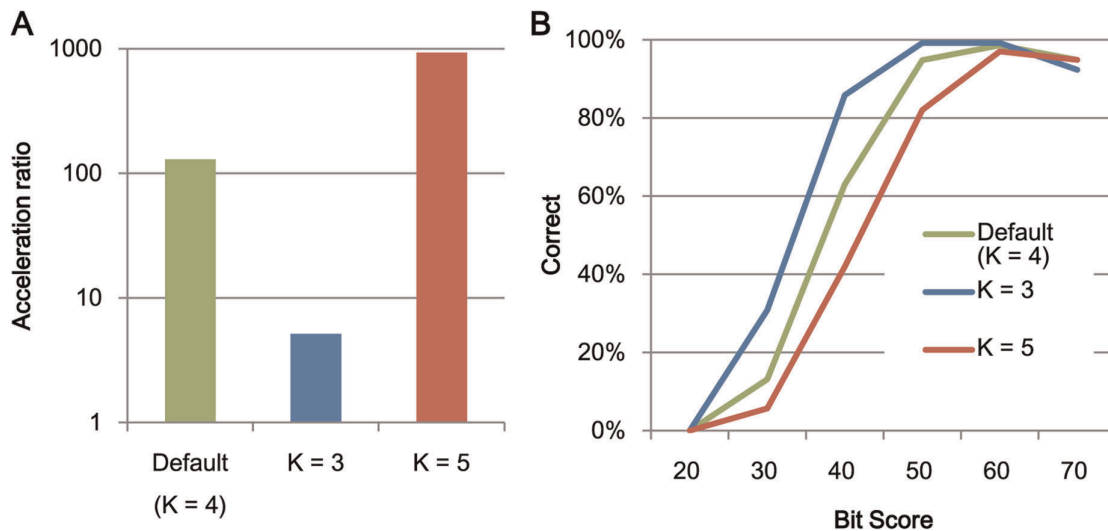 A
1000
100
10
1
Acceleration ratio
Default
(K = 4)
K = 3
K = 5
B
100%
80%
60%
40%
20%
0%
Correct
Default
(K = 4)
K = 3
K = 5
20 30 40 50 60 70
Bit Score